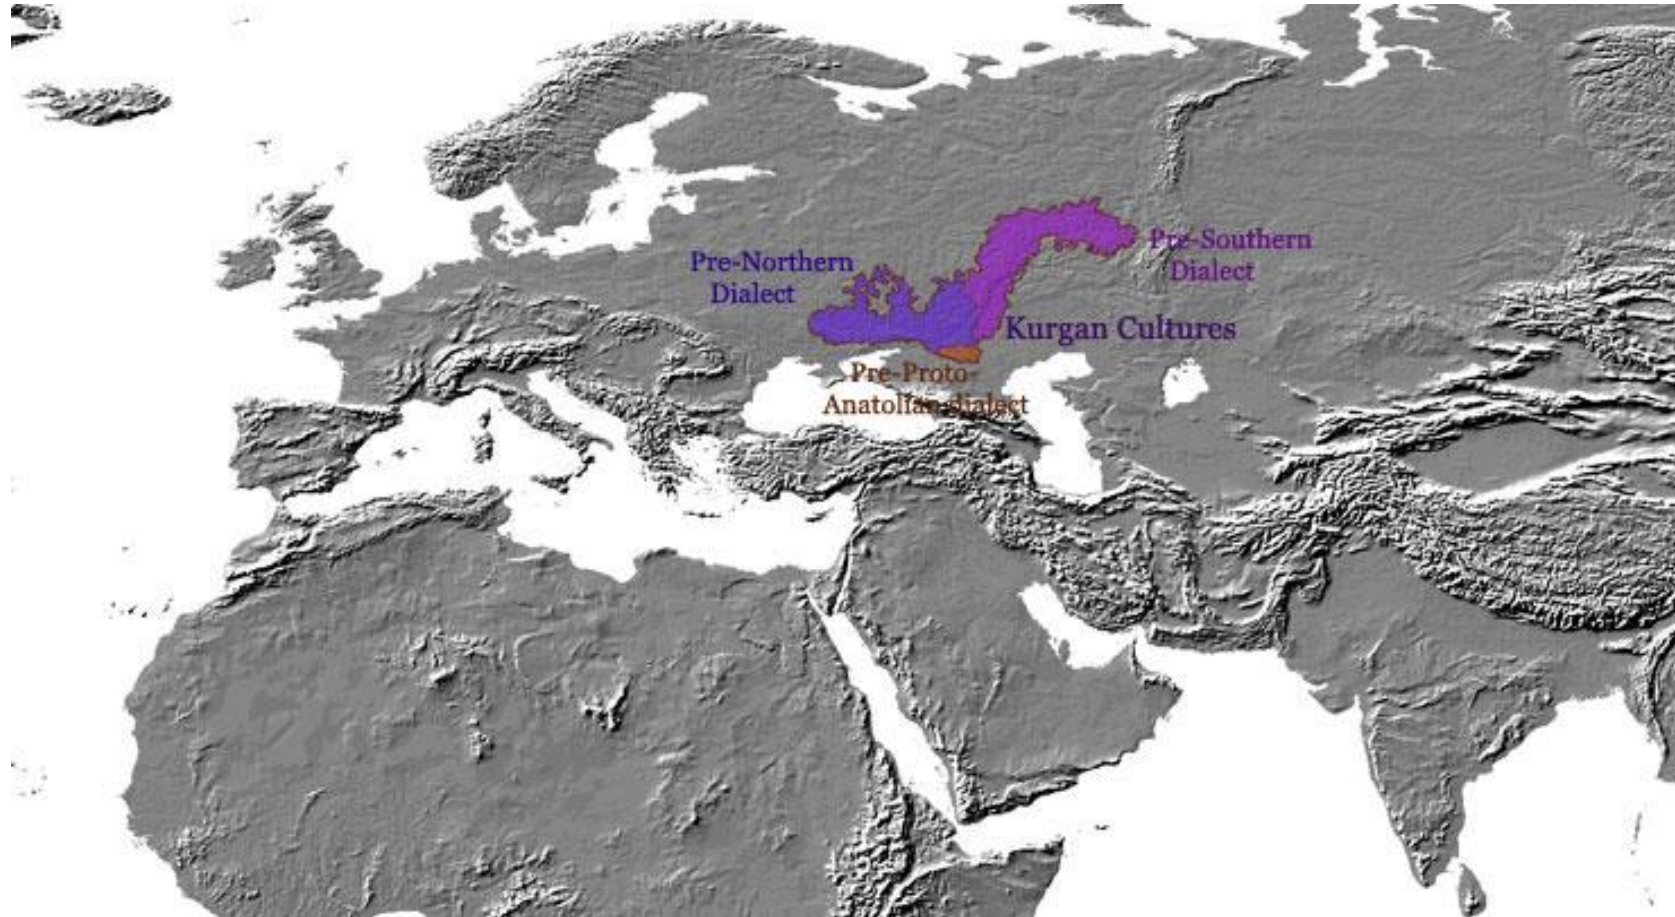 Pre-Northern
Dialect
Pre-Southern
Dialect
Kurgan Cultures
Pre-Proto-
Anatolian dialect